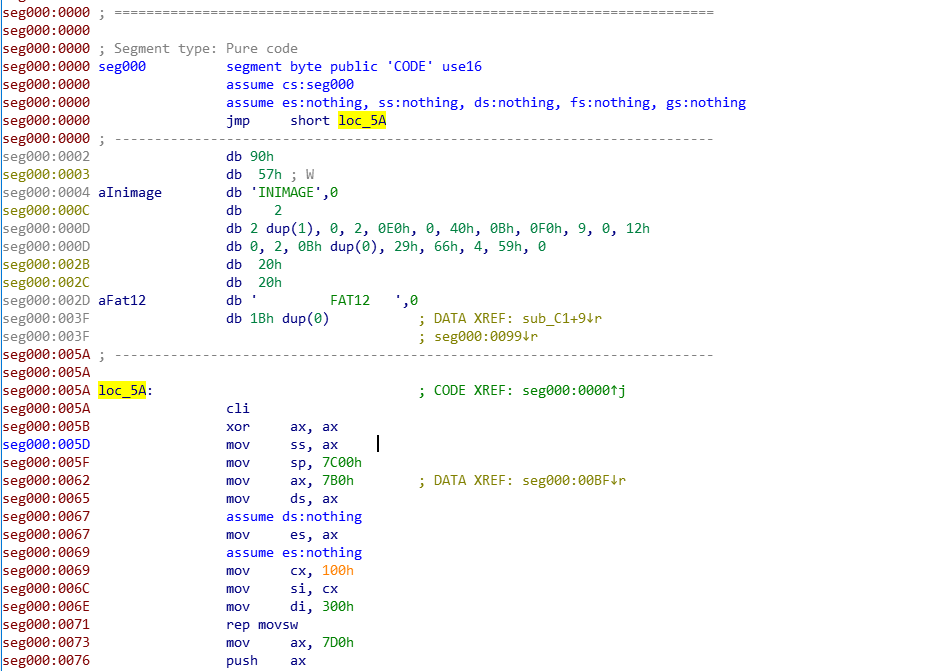 seg000:0000 ; ===========================================================================
seg000:0000
seg000:0000 ; Segment type: Pure code
seg000:0000 seg000          segment byte public 'CODE' use16
seg000:0000                 assume cs:seg000
seg000:0000                 assume es:nothing, ss:nothing, ds:nothing, fs:nothing, gs:nothing
seg000:0000                 jmp     short loc_5A
seg000:0000 ; ---------------------------------------------------------------------------
seg000:0002                 db 90h
seg000:0003                 db  57h ; W
seg000:0004 aInimage        db 'INIMAGE',0
seg000:000C                 db    2
seg000:000D                 db 2 dup(1), 0, 2, 0E0h, 0, 40h, 0Bh, 0F0h, 9, 0, 12h
seg000:000D                 db 0, 2, 0Bh dup(0), 29h, 66h, 4, 59h, 0
seg000:002B                 db  20h
seg000:002C                 db  20h
seg000:002D aFat12          db '         FAT12   ',0
seg000:003F                 db 1Bh dup(0)           ; DATA XREF: sub_C1+9↓r
seg000:003F                                         ; seg000:0099↓r
seg000:005A ; ---------------------------------------------------------------------------
seg000:005A
seg000:005A loc_5A:                                 ; CODE XREF: seg000:0000↑j
seg000:005A                 cli
seg000:005B                 xor     ax, ax
seg000:005D                 mov     ss, ax
seg000:005F                 mov     sp, 7C00h
seg000:0062                 mov     ax, 7B0h        ; DATA XREF: seg000:00BF↓r
seg000:0065                 mov     ds, ax
seg000:0067                 assume ds:nothing
seg000:0067                 mov     es, ax
seg000:0069                 assume es:nothing
seg000:0069                 mov     cx, 100h
seg000:006C                 mov     si, cx
seg000:006E                 mov     di, 300h
seg000:0071                 rep movsw
seg000:0073                 mov     ax, 7D0h
seg000:0076                 push    ax